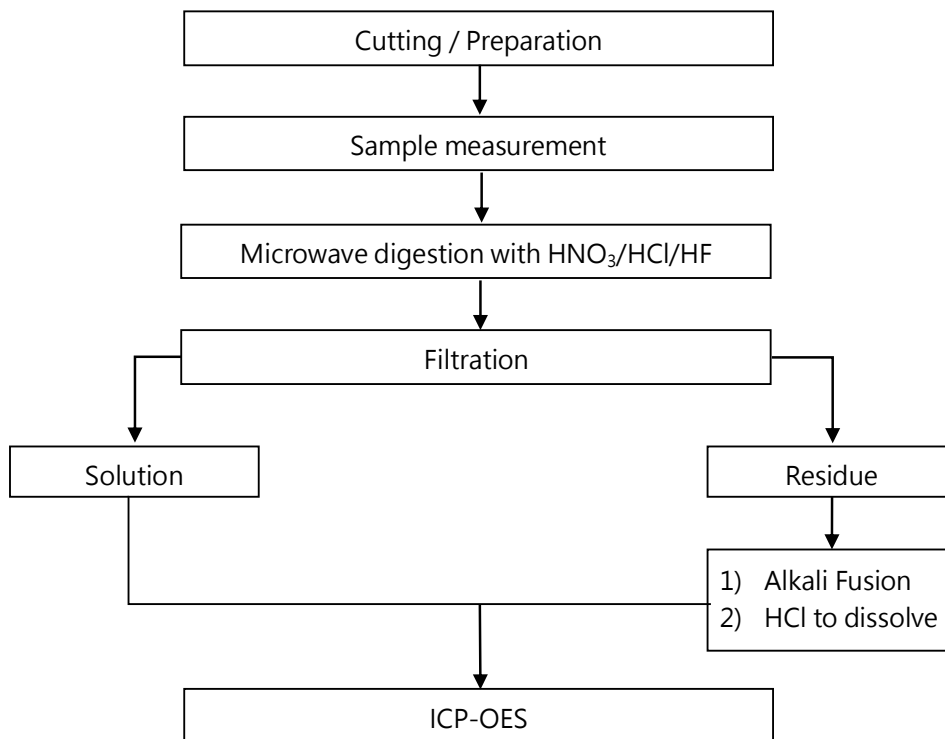 Cutting / Preparation
Sample measurement
Microwave digestion with HNO₃/HCl/HF
Filtration
Solution
Residue
1) Alkali Fusion
2) HCl to dissolve
ICP-OES